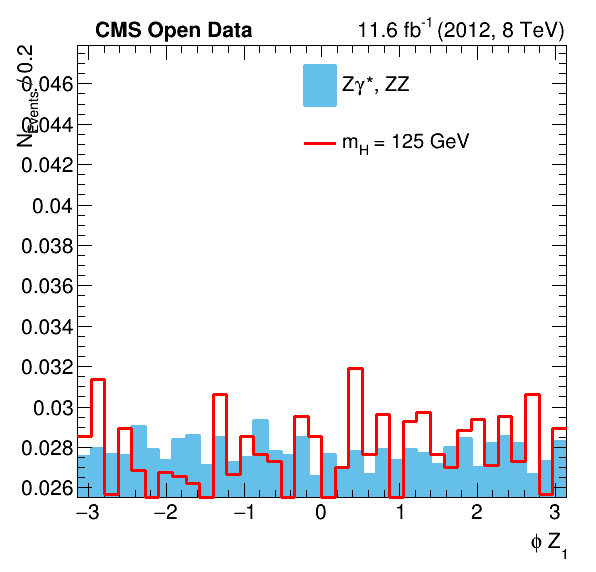 CMS Open Data 11.6 fb⁻¹ (2012, 8 TeV)
N_Events / 0.2
0.046
0.044
0.042
0.04
0.038
0.036
0.034
0.032
0.03
0.028
0.026
Zγ*, ZZ
m_H = 125 GeV
−3 −2 −1 0 1 2 3
ϕ Z₁